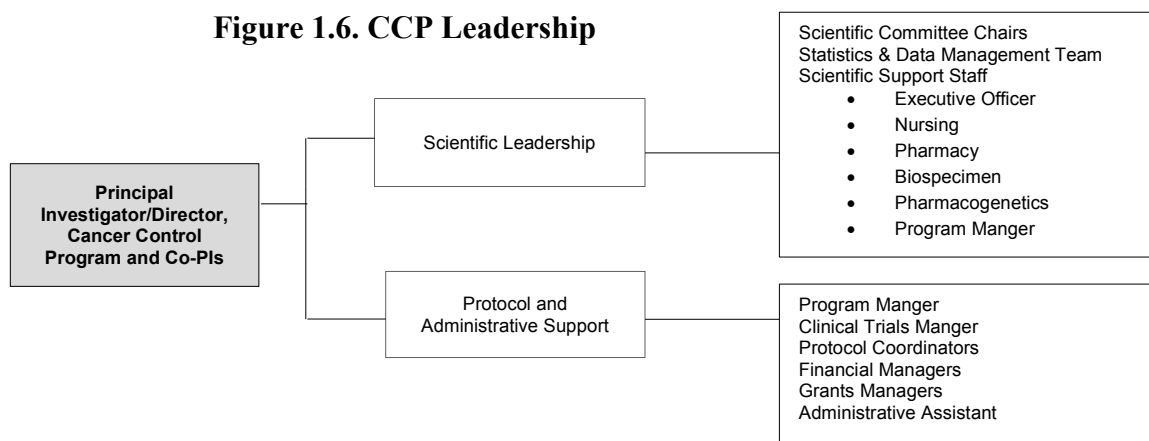 Figure 1.6. CCP Leadership
Principal
Investigator/Director,
Cancer Control
Program and Co-PIs
Scientific Leadership
Scientific Committee Chairs
Statistics & Data Management Team
Scientific Support Staff
• Executive Officer
• Nursing
• Pharmacy
• Biospecimen
• Pharmacogenetics
• Program Manger
Protocol and
Administrative Support
Program Manger
Clinical Trials Manger
Protocol Coordinators
Financial Managers
Grants Managers
Administrative Assistant